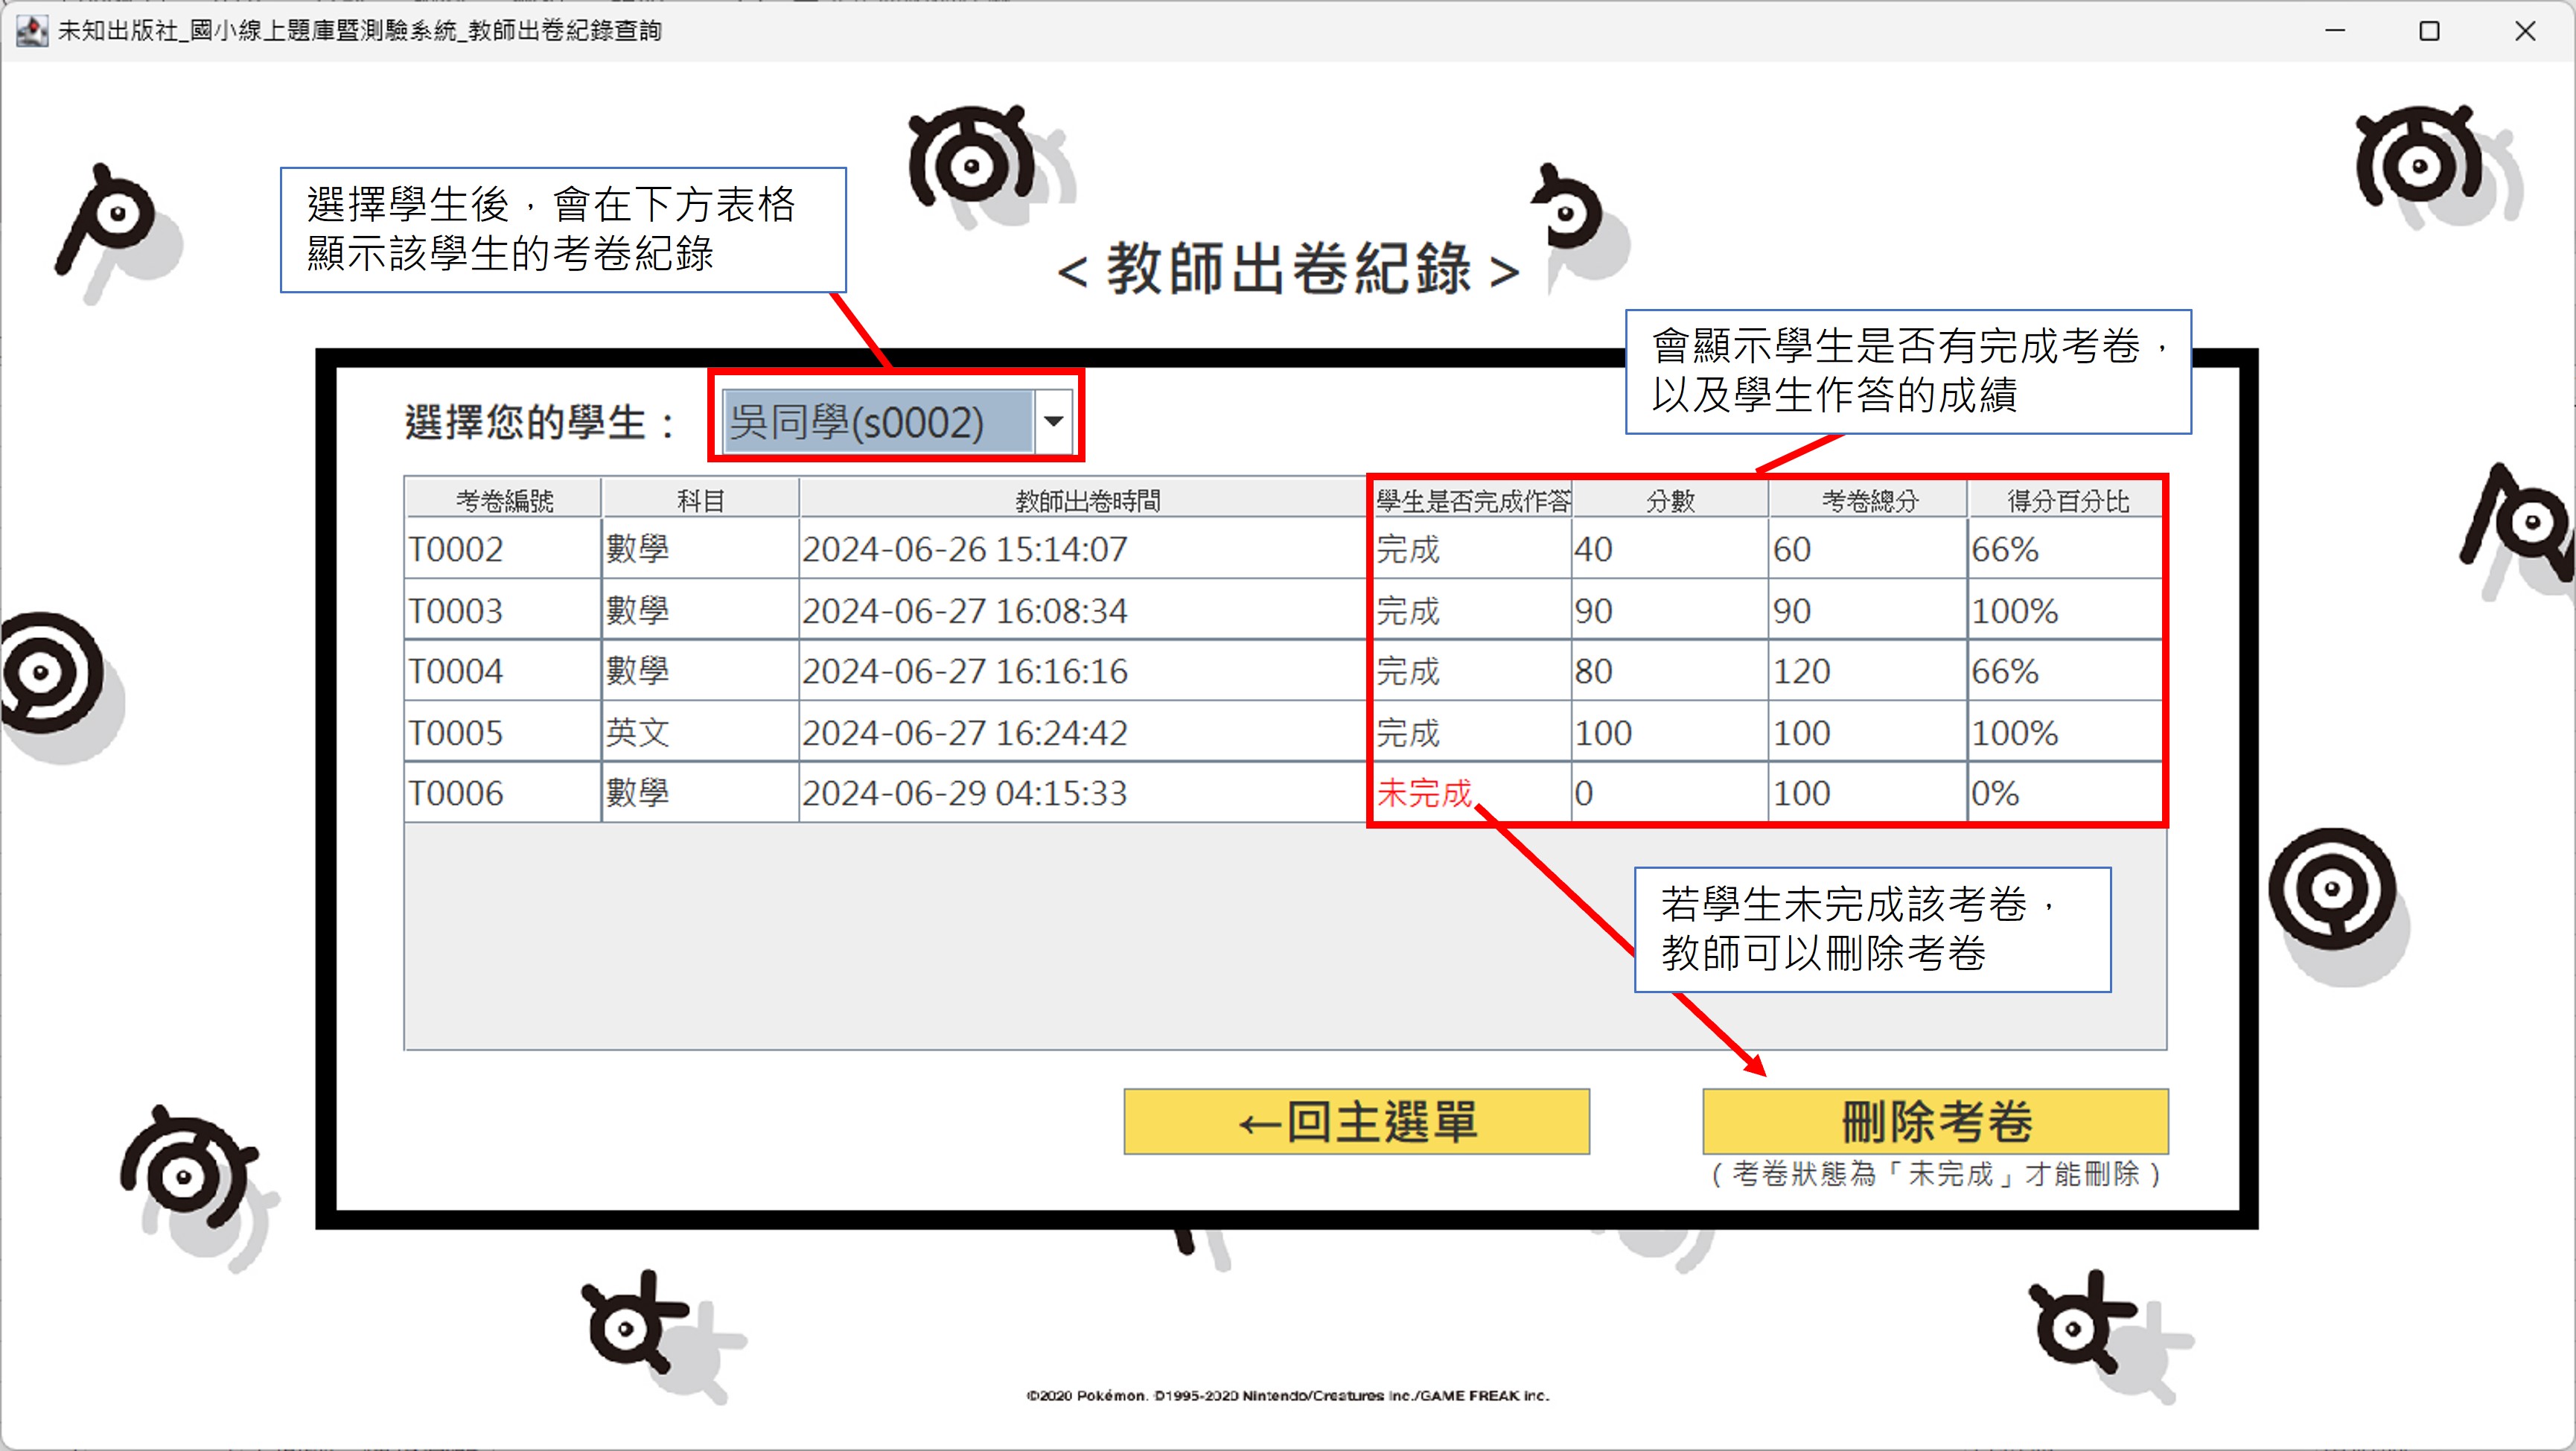 未知出版社_國小線上題庫暨測驗系統_教師出卷紀錄查詢
選擇學生後，會在下方表格
顯示該學生的考卷紀錄
＜教師出卷紀錄＞
會顯示學生是否有完成考卷，
以及學生作答的成績
選擇您的學生：
吳同學(s0002)
考卷編號 科目 教師出卷時間 學生是否完成作答 分數 考卷總分 得分百分比
T0002 數學 2024-06-26 15:14:07 完成 40 60 66%
T0003 數學 2024-06-27 16:08:34 完成 90 90 100%
T0004 數學 2024-06-27 16:16:16 完成 80 120 66%
T0005 英文 2024-06-27 16:24:42 完成 100 100 100%
T0006 數學 2024-06-29 04:15:33 未完成 0 100 0%
若學生未完成該考卷，
教師可以刪除考卷
←回主選單
刪除考卷
（考卷狀態為「未完成」才能刪除）
©2020 Pokémon. ©1995-2020 Nintendo/Creatures Inc./GAME FREAK inc.